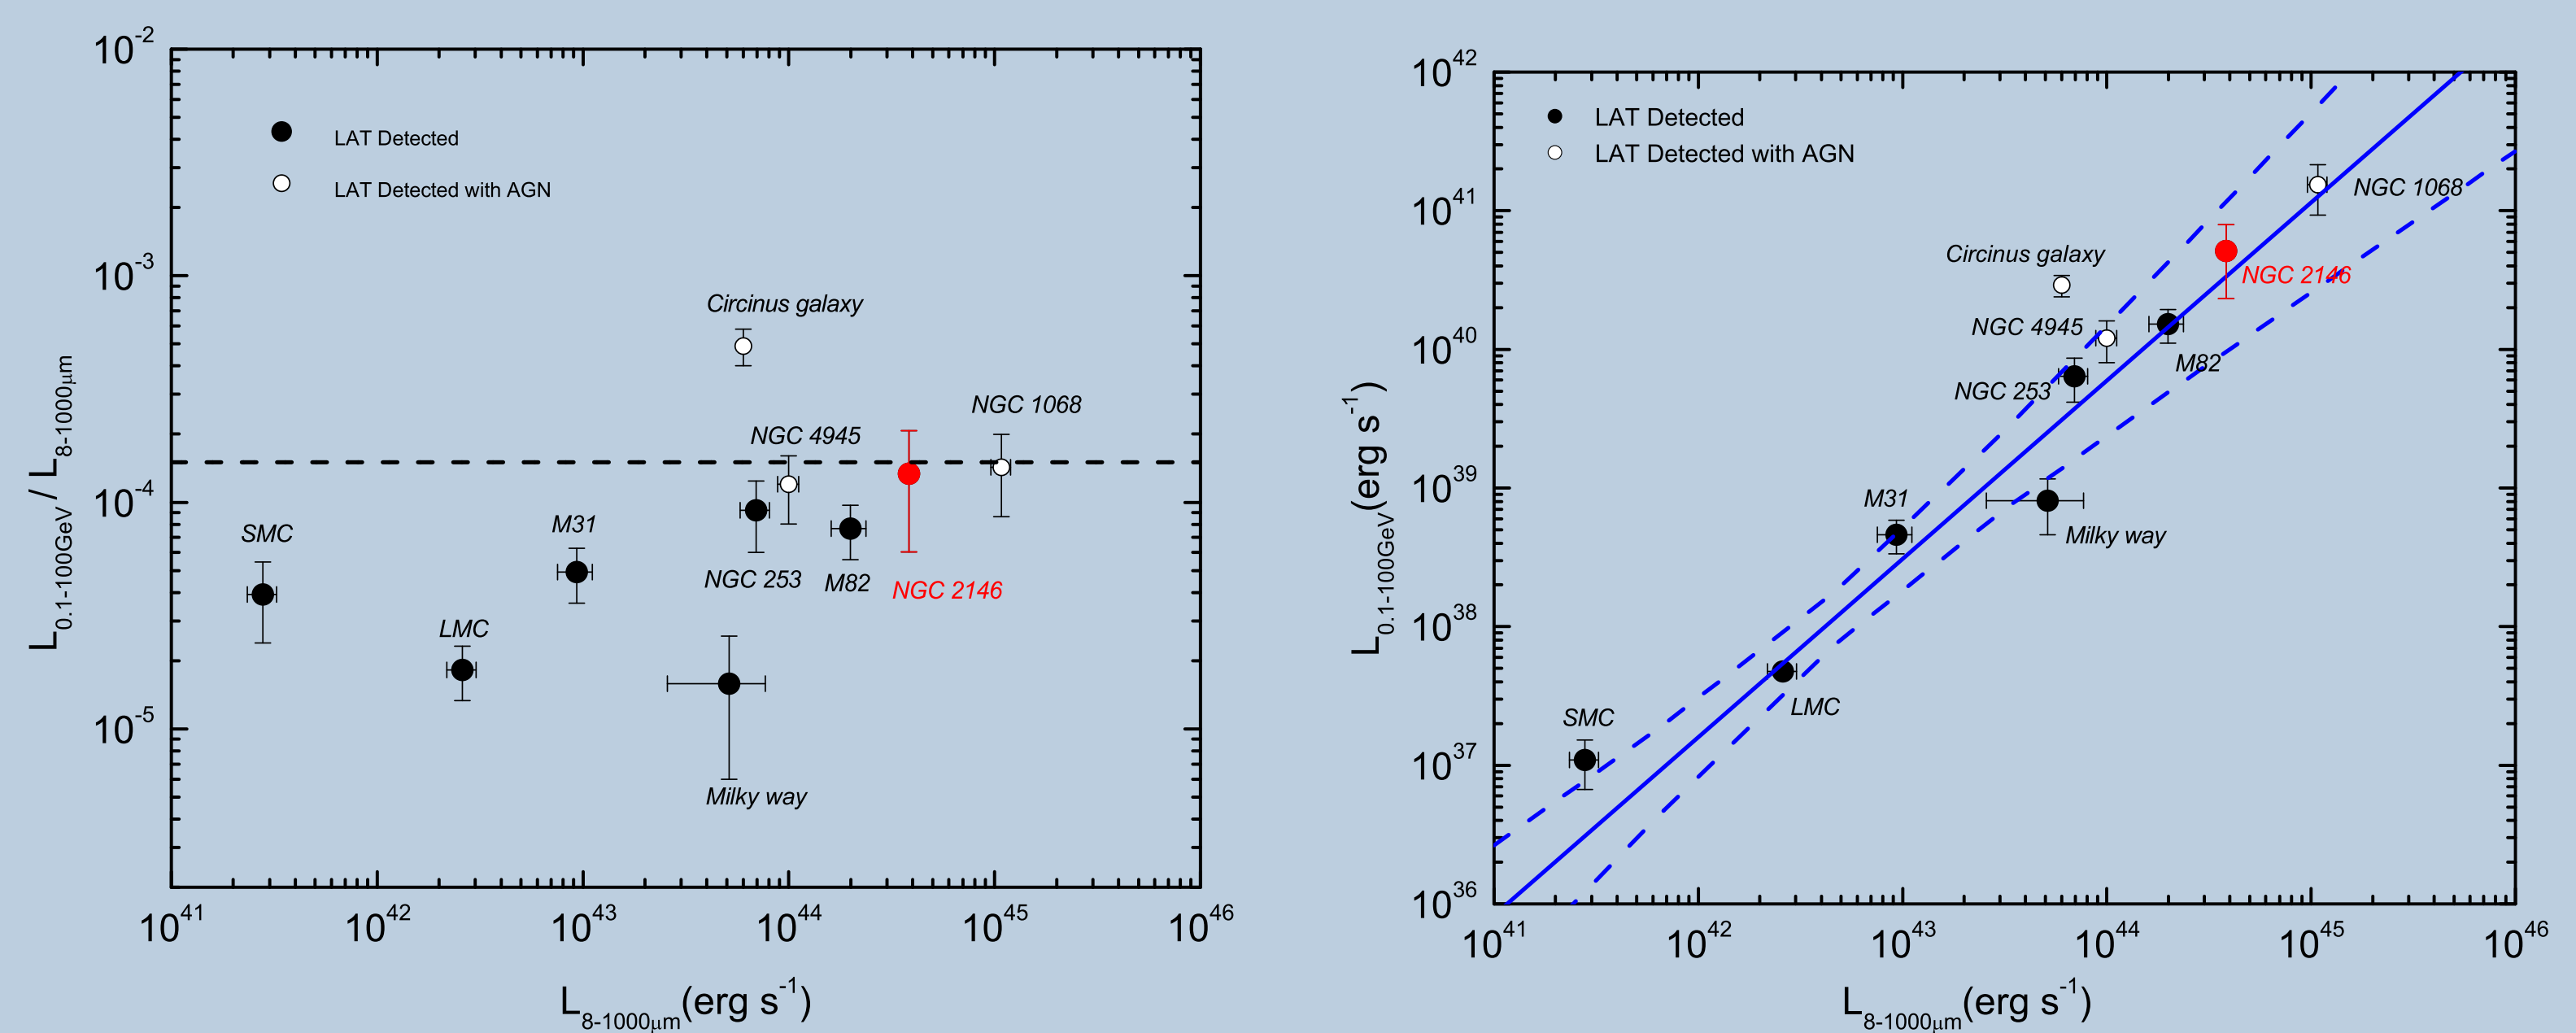 10^-2
10^-3
10^-4
10^-5
L_0.1-100GeV / L_8-1000μm
LAT Detected
LAT Detected with AGN
Circinus galaxy
NGC 1068
NGC 4945
SMC
M31
NGC 253
M82
NGC 2146
LMC
Milky way
10^41
10^42
10^43
10^44
10^45
10^46
L_8-1000μm(erg s^-1)
10^42
10^41
10^40
10^39
10^38
10^37
10^36
L_0.1-100GeV(erg s^-1)
LAT Detected
LAT Detected with AGN
NGC 1068
Circinus galaxy
NGC 2146
NGC 4945
M82
NGC 253
M31
Milky way
LMC
SMC
10^41
10^42
10^43
10^44
10^45
10^46
L_8-1000μm(erg s^-1)